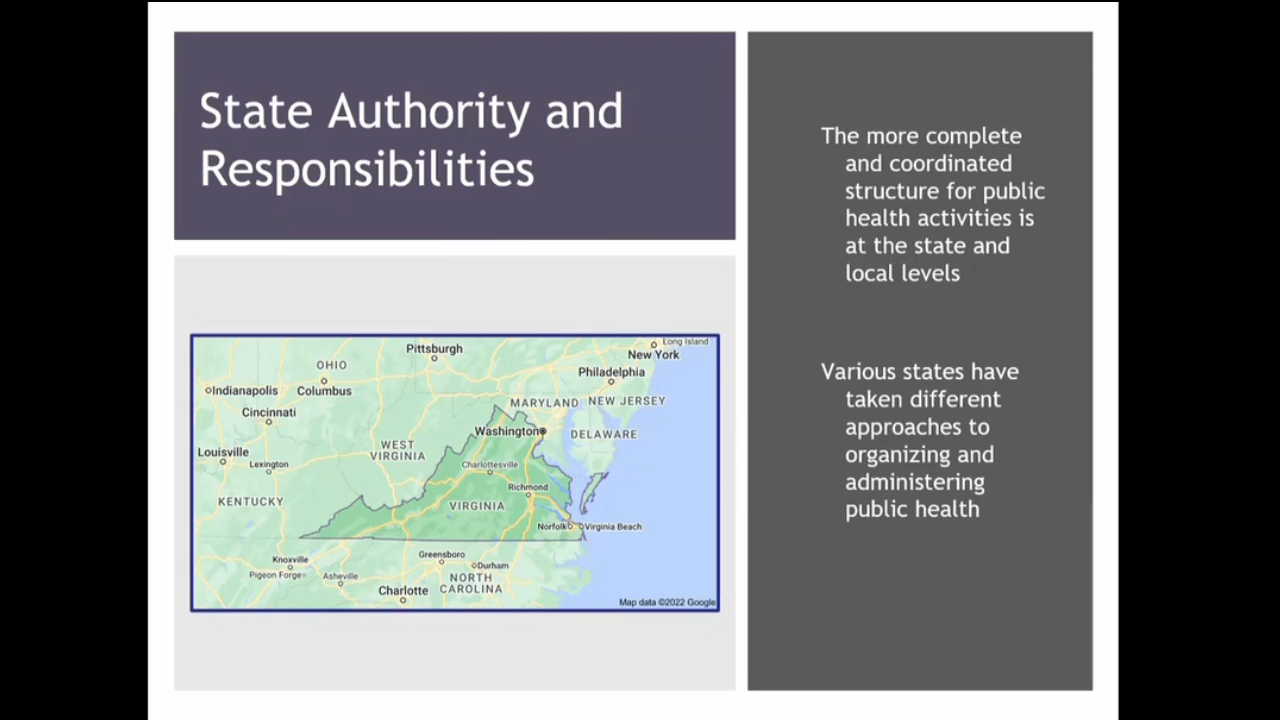 State Authority and
Responsibilities
The more complete
and coordinated
structure for public
health activities is
at the state and
local levels
Various states have
taken different
approaches to
organizing and
administering
public health
Long Island
Pittsburgh
New York
OHIO
Philadelphia
Indianapolis
Columbus
MARYLAND
NEW JERSEY
Cincinnati
Washington
DELAWARE
WEST
VIRGINIA
Louisville
Lexington
Charlottesville
Richmond
KENTUCKY
VIRGINIA
Norfolk
Virginia Beach
Greensboro
Knoxville
Durham
Pigeon Forge
Asheville
NORTH
CAROLINA
Charlotte
Map data ©2022 Google